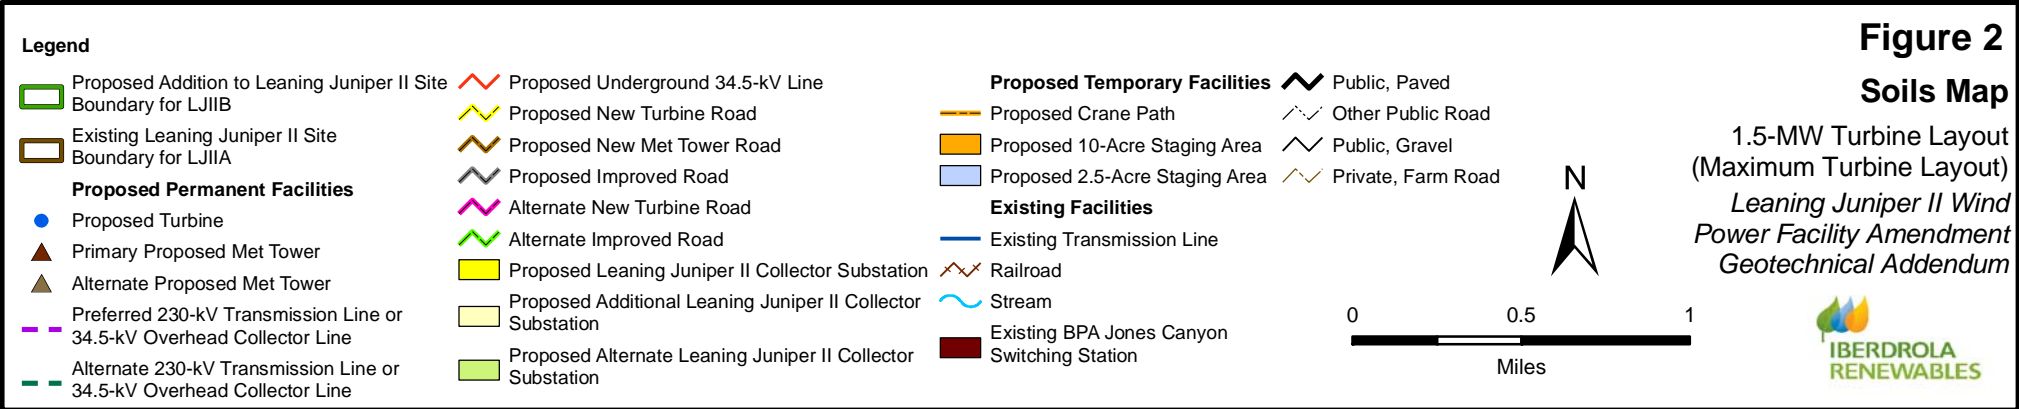 Legend
Proposed Addition to Leaning Juniper II Site
Boundary for LJIIB
Existing Leaning Juniper II Site
Boundary for LJIIA
Proposed Permanent Facilities
Proposed Turbine
Primary Proposed Met Tower
Alternate Proposed Met Tower
Preferred 230-kV Transmission Line or
34.5-kV Overhead Collector Line
Alternate 230-kV Transmission Line or
34.5-kV Overhead Collector Line
Proposed Underground 34.5-kV Line
Proposed New Turbine Road
Proposed New Met Tower Road
Proposed Improved Road
Alternate New Turbine Road
Alternate Improved Road
Proposed Leaning Juniper II Collector Substation
Proposed Additional Leaning Juniper II Collector
Substation
Proposed Alternate Leaning Juniper II Collector
Substation
Proposed Temporary Facilities
Proposed Crane Path
Proposed 10-Acre Staging Area
Proposed 2.5-Acre Staging Area
Existing Facilities
Existing Transmission Line
Railroad
Stream
Existing BPA Jones Canyon
Switching Station
Public, Paved
Other Public Road
Public, Gravel
Private, Farm Road
N
0 0.5 1
Miles
Figure 2
Soils Map
1.5-MW Turbine Layout
(Maximum Turbine Layout)
Leaning Juniper II Wind
Power Facility Amendment
Geotechnical Addendum
IBERDROLA
RENEWABLES